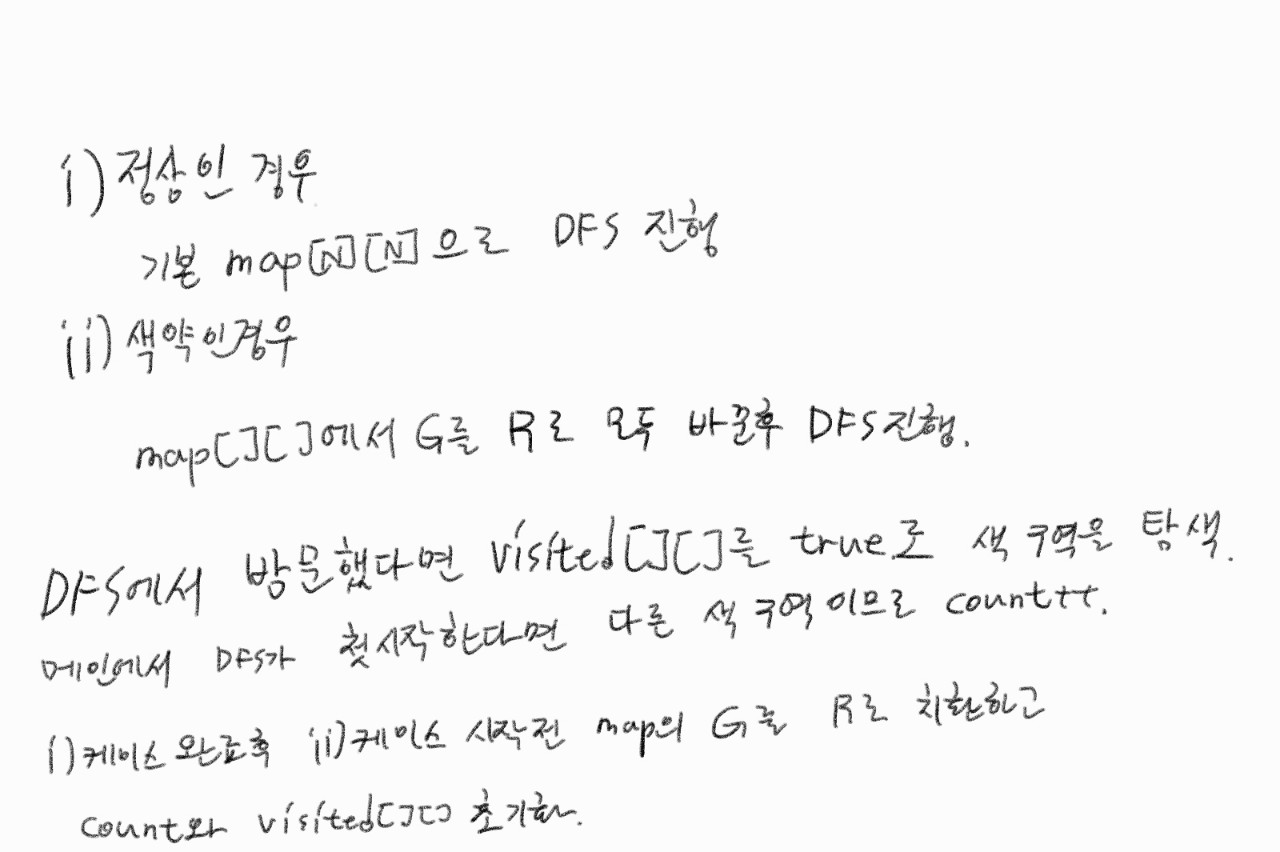 i) 정상인 경우
기본 map[N][N]으로 DFS 진행
ii) 색약인경우
map[][]에서 G를 R로 모두 바꾼후 DFS진행.
DFS에서 방문했다면 visited[][]를 true로 색 구역을 탐색.
메인에서 DFS가 첫시작한다면 다른 색 구역이므로 count++.
i)케이스 완료후 ii)케이스 시작전 map의 G를 R로 치환하고
count와 visited[][] 초기화.